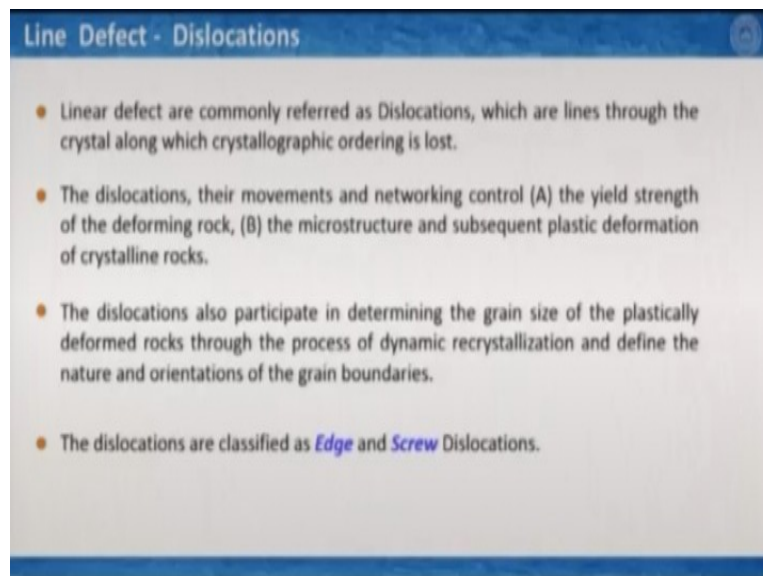 Line Defect - Dislocations
Linear defect are commonly referred as Dislocations, which are lines through the
crystal along which crystallographic ordering is lost.
The dislocations, their movements and networking control (A) the yield strength
of the deforming rock, (B) the microstructure and subsequent plastic deformation
of crystalline rocks.
The dislocations also participate in determining the grain size of the plastically
deformed rocks through the process of dynamic recrystallization and define the
nature and orientations of the grain boundaries.
The dislocations are classified as Edge and Screw Dislocations.